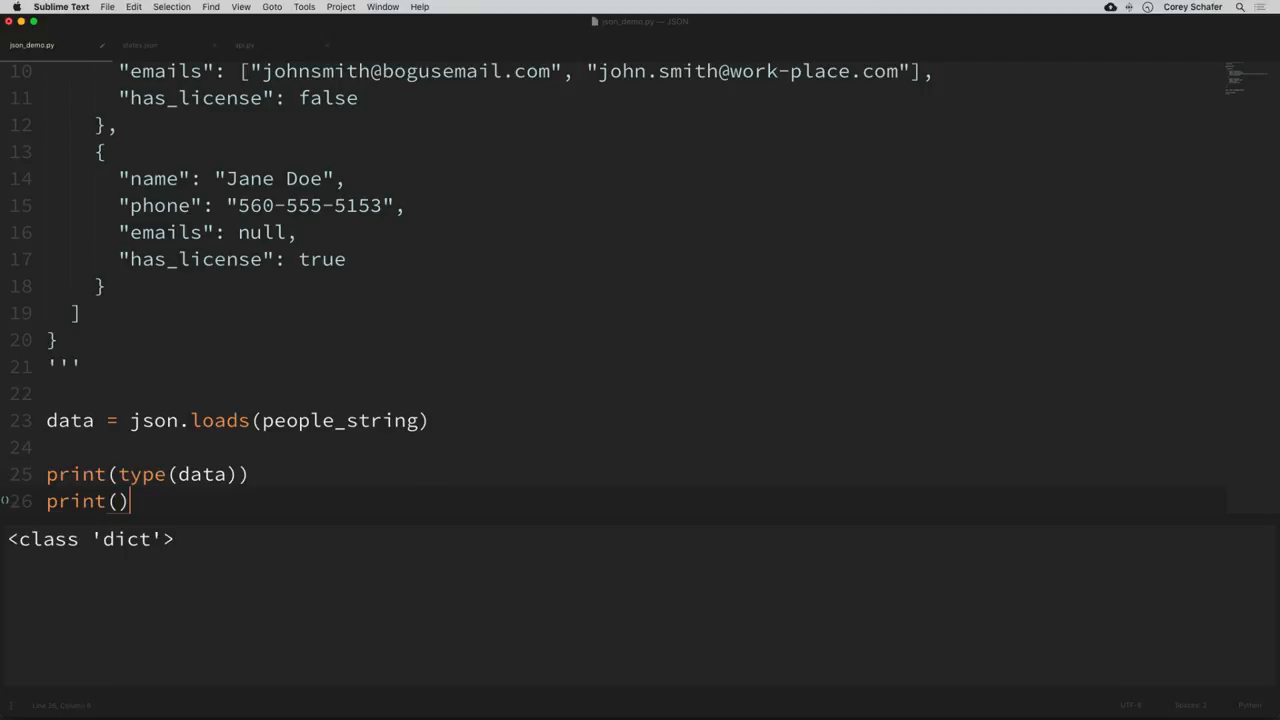 Sublime Text File Edit Selection Find View Goto Tools Project Window Help Corey Schafer
json_demo.py — JSON
json_demo.py states.json api.py
10 "emails": ["johnsmith@bogusemail.com", "john.smith@work-place.com"],
11 "has_license": false
12 },
13 {
14 "name": "Jane Doe",
15 "phone": "560-555-5153",
16 "emails": null,
17 "has_license": true
18 }
19 ]
20 }
21 '''
22
23 data = json.loads(people_string)
24
25 print(type(data))
26 print()
<class 'dict'>
UTF-8 Spaces: 2 Python